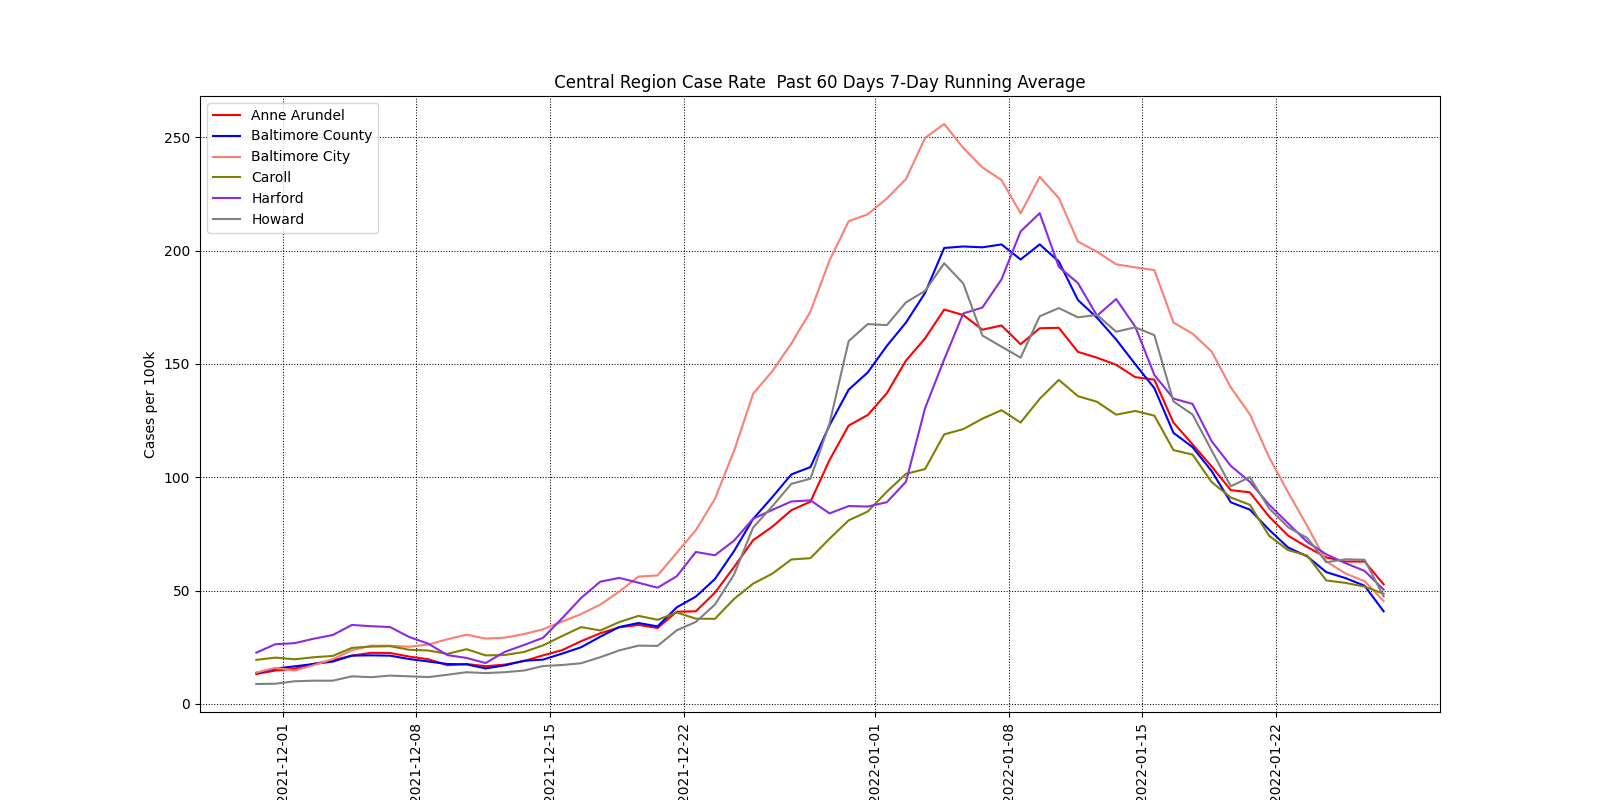 Central Region Case Rate  Past 60 Days 7-Day Running Average
Anne Arundel
Baltimore County
Baltimore City
Caroll
Harford
Howard
Cases per 100k
250
200
150
100
50
0
2021-12-01
2021-12-08
2021-12-15
2021-12-22
2022-01-01
2022-01-08
2022-01-15
2022-01-22